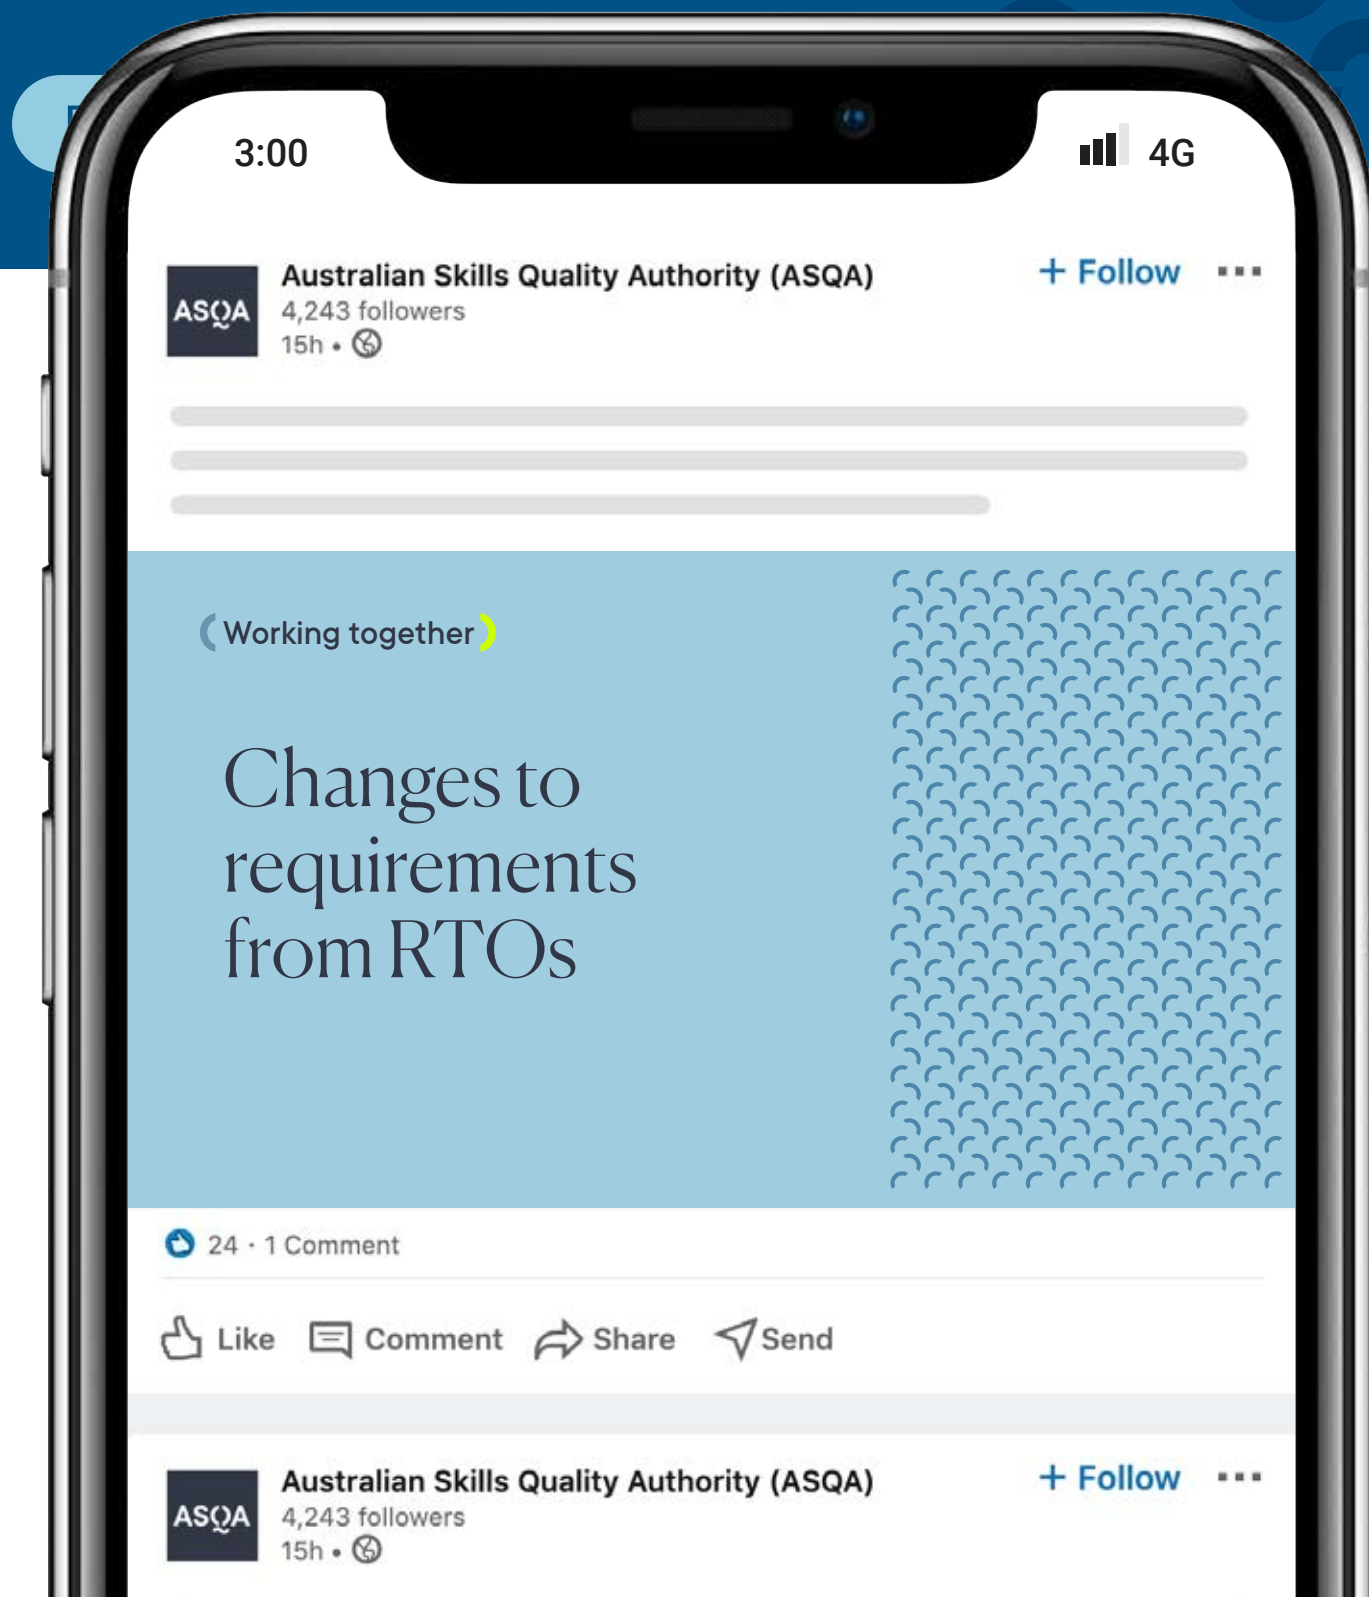 3:00
4G
ASQA
Australian Skills Quality Authority (ASQA)
+ Follow
4,243 followers
15h •
Working together
Changes to
requirements
from RTOs
24 · 1 Comment
Like
Comment
Share
Send
ASQA
Australian Skills Quality Authority (ASQA)
+ Follow
4,243 followers
15h •